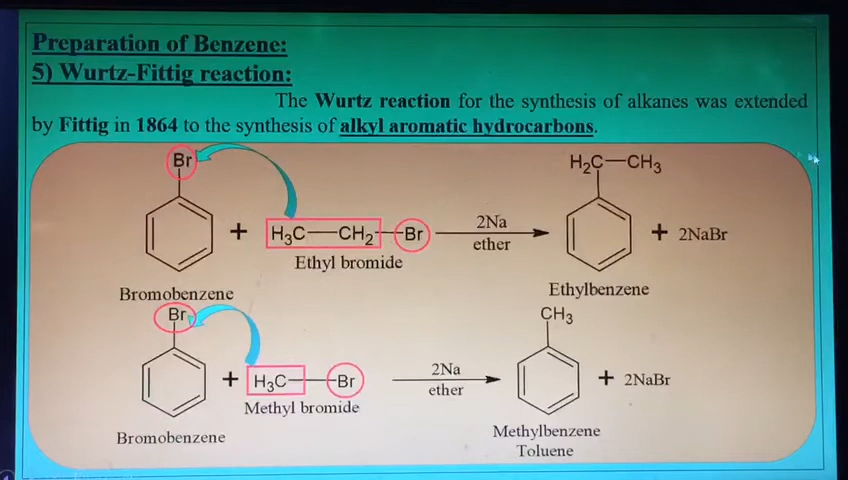 Preparation of Benzene:
5) Wurtz-Fittig reaction:
The Wurtz reaction for the synthesis of alkanes was extended
by Fittig in 1864 to the synthesis of alkyl aromatic hydrocarbons.
Br
H₂C—CH₃
+
H₃C—CH₂—Br
2Na
ether
+ 2NaBr
Ethyl bromide
Bromobenzene
Ethylbenzene
Br
CH₃
+
H₃C—Br
2Na
ether
+ 2NaBr
Methyl bromide
Bromobenzene
Methylbenzene
Toluene